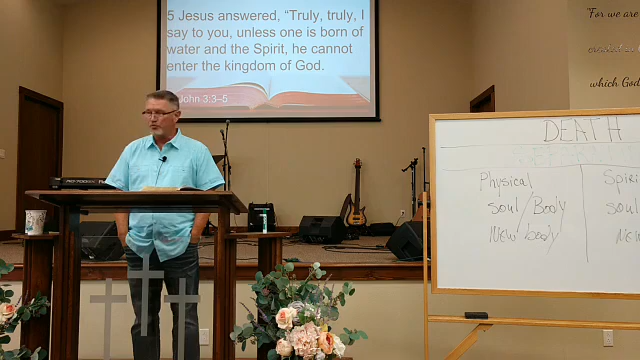 5 Jesus answered, “Truly, truly, I
say to you, unless one is born of
water and the Spirit, he cannot
enter the kingdom of God.
John 3:3–5
"For we are
created
which God
DEATH
Physical
Soul / Body
New body
Spiri
Soul
New